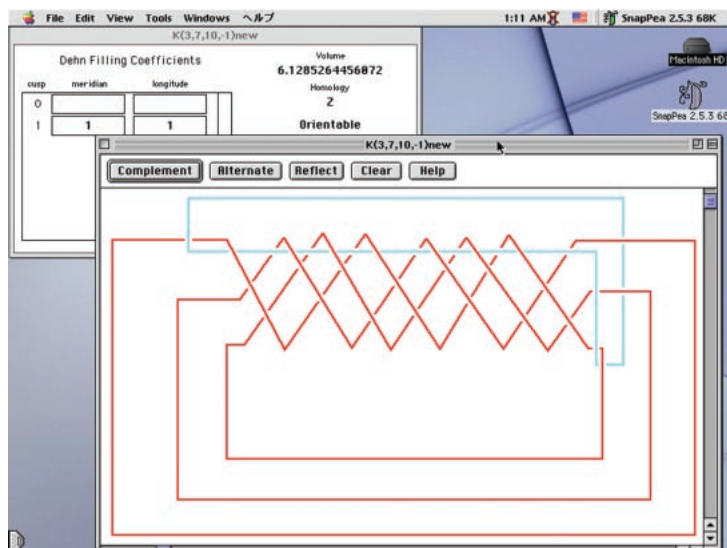 File Edit View Tools Windows ヘルプ 1:11 AM SnapPea 2.5.3 68K
K(3,7,10,-1)new
Dehn Filling Coefficients
cusp meridian longitude
0
1 1 1
Volume
6.1285264456072
Homology
Z
Orientable
Macintosh HD
SnapPea 2.5.3 68
K(3,7,10,-1)new
Complement Alternate Reflect Clear Help